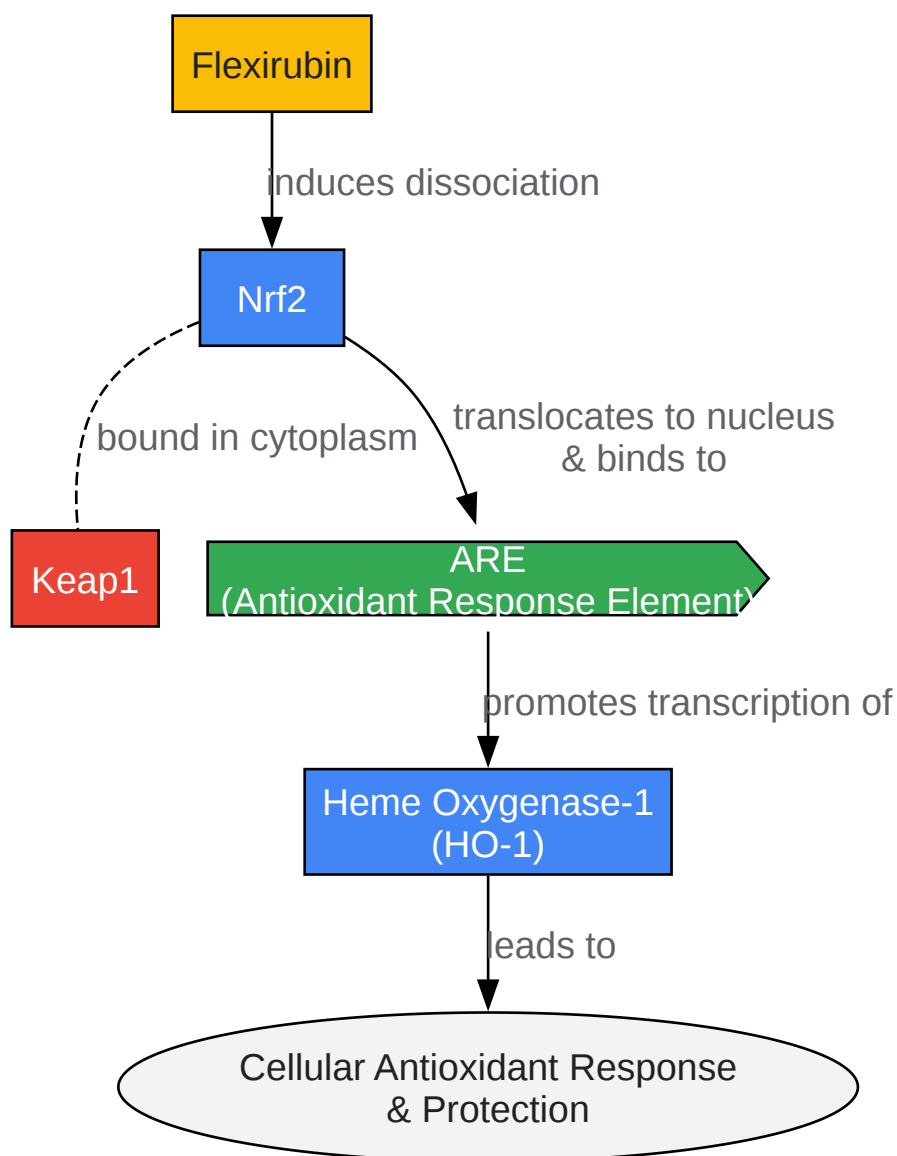 Flexirubin
induces dissociation
Nrf2
bound in cytoplasm
translocates to nucleus
& binds to
Keap1
ARE
(Antioxidant Response Element)
promotes transcription of
Heme Oxygenase-1
(HO-1)
leads to
Cellular Antioxidant Response
& Protection